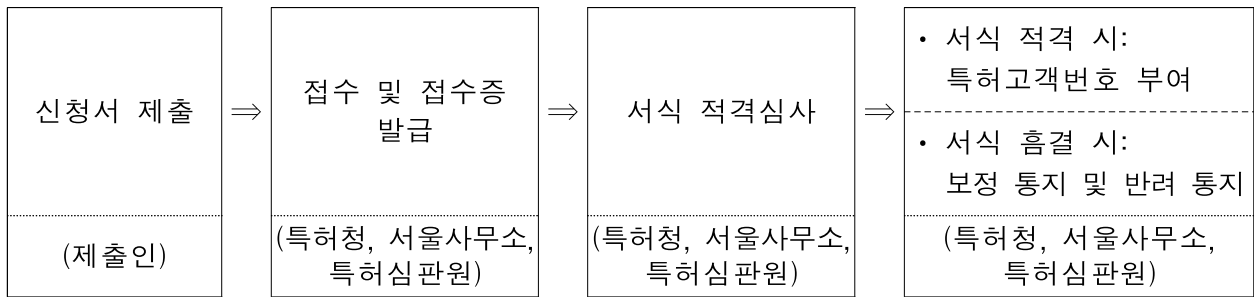 신청서 제출
(제출인)
⇒
접수 및 접수증
발급
(특허청, 서울사무소,
특허심판원)
⇒
서식 적격심사
(특허청, 서울사무소,
특허심판원)
⇒
• 서식 적격 시:
특허고객번호 부여
• 서식 흠결 시:
보정 통지 및 반려 통지
(특허청, 서울사무소,
특허심판원)